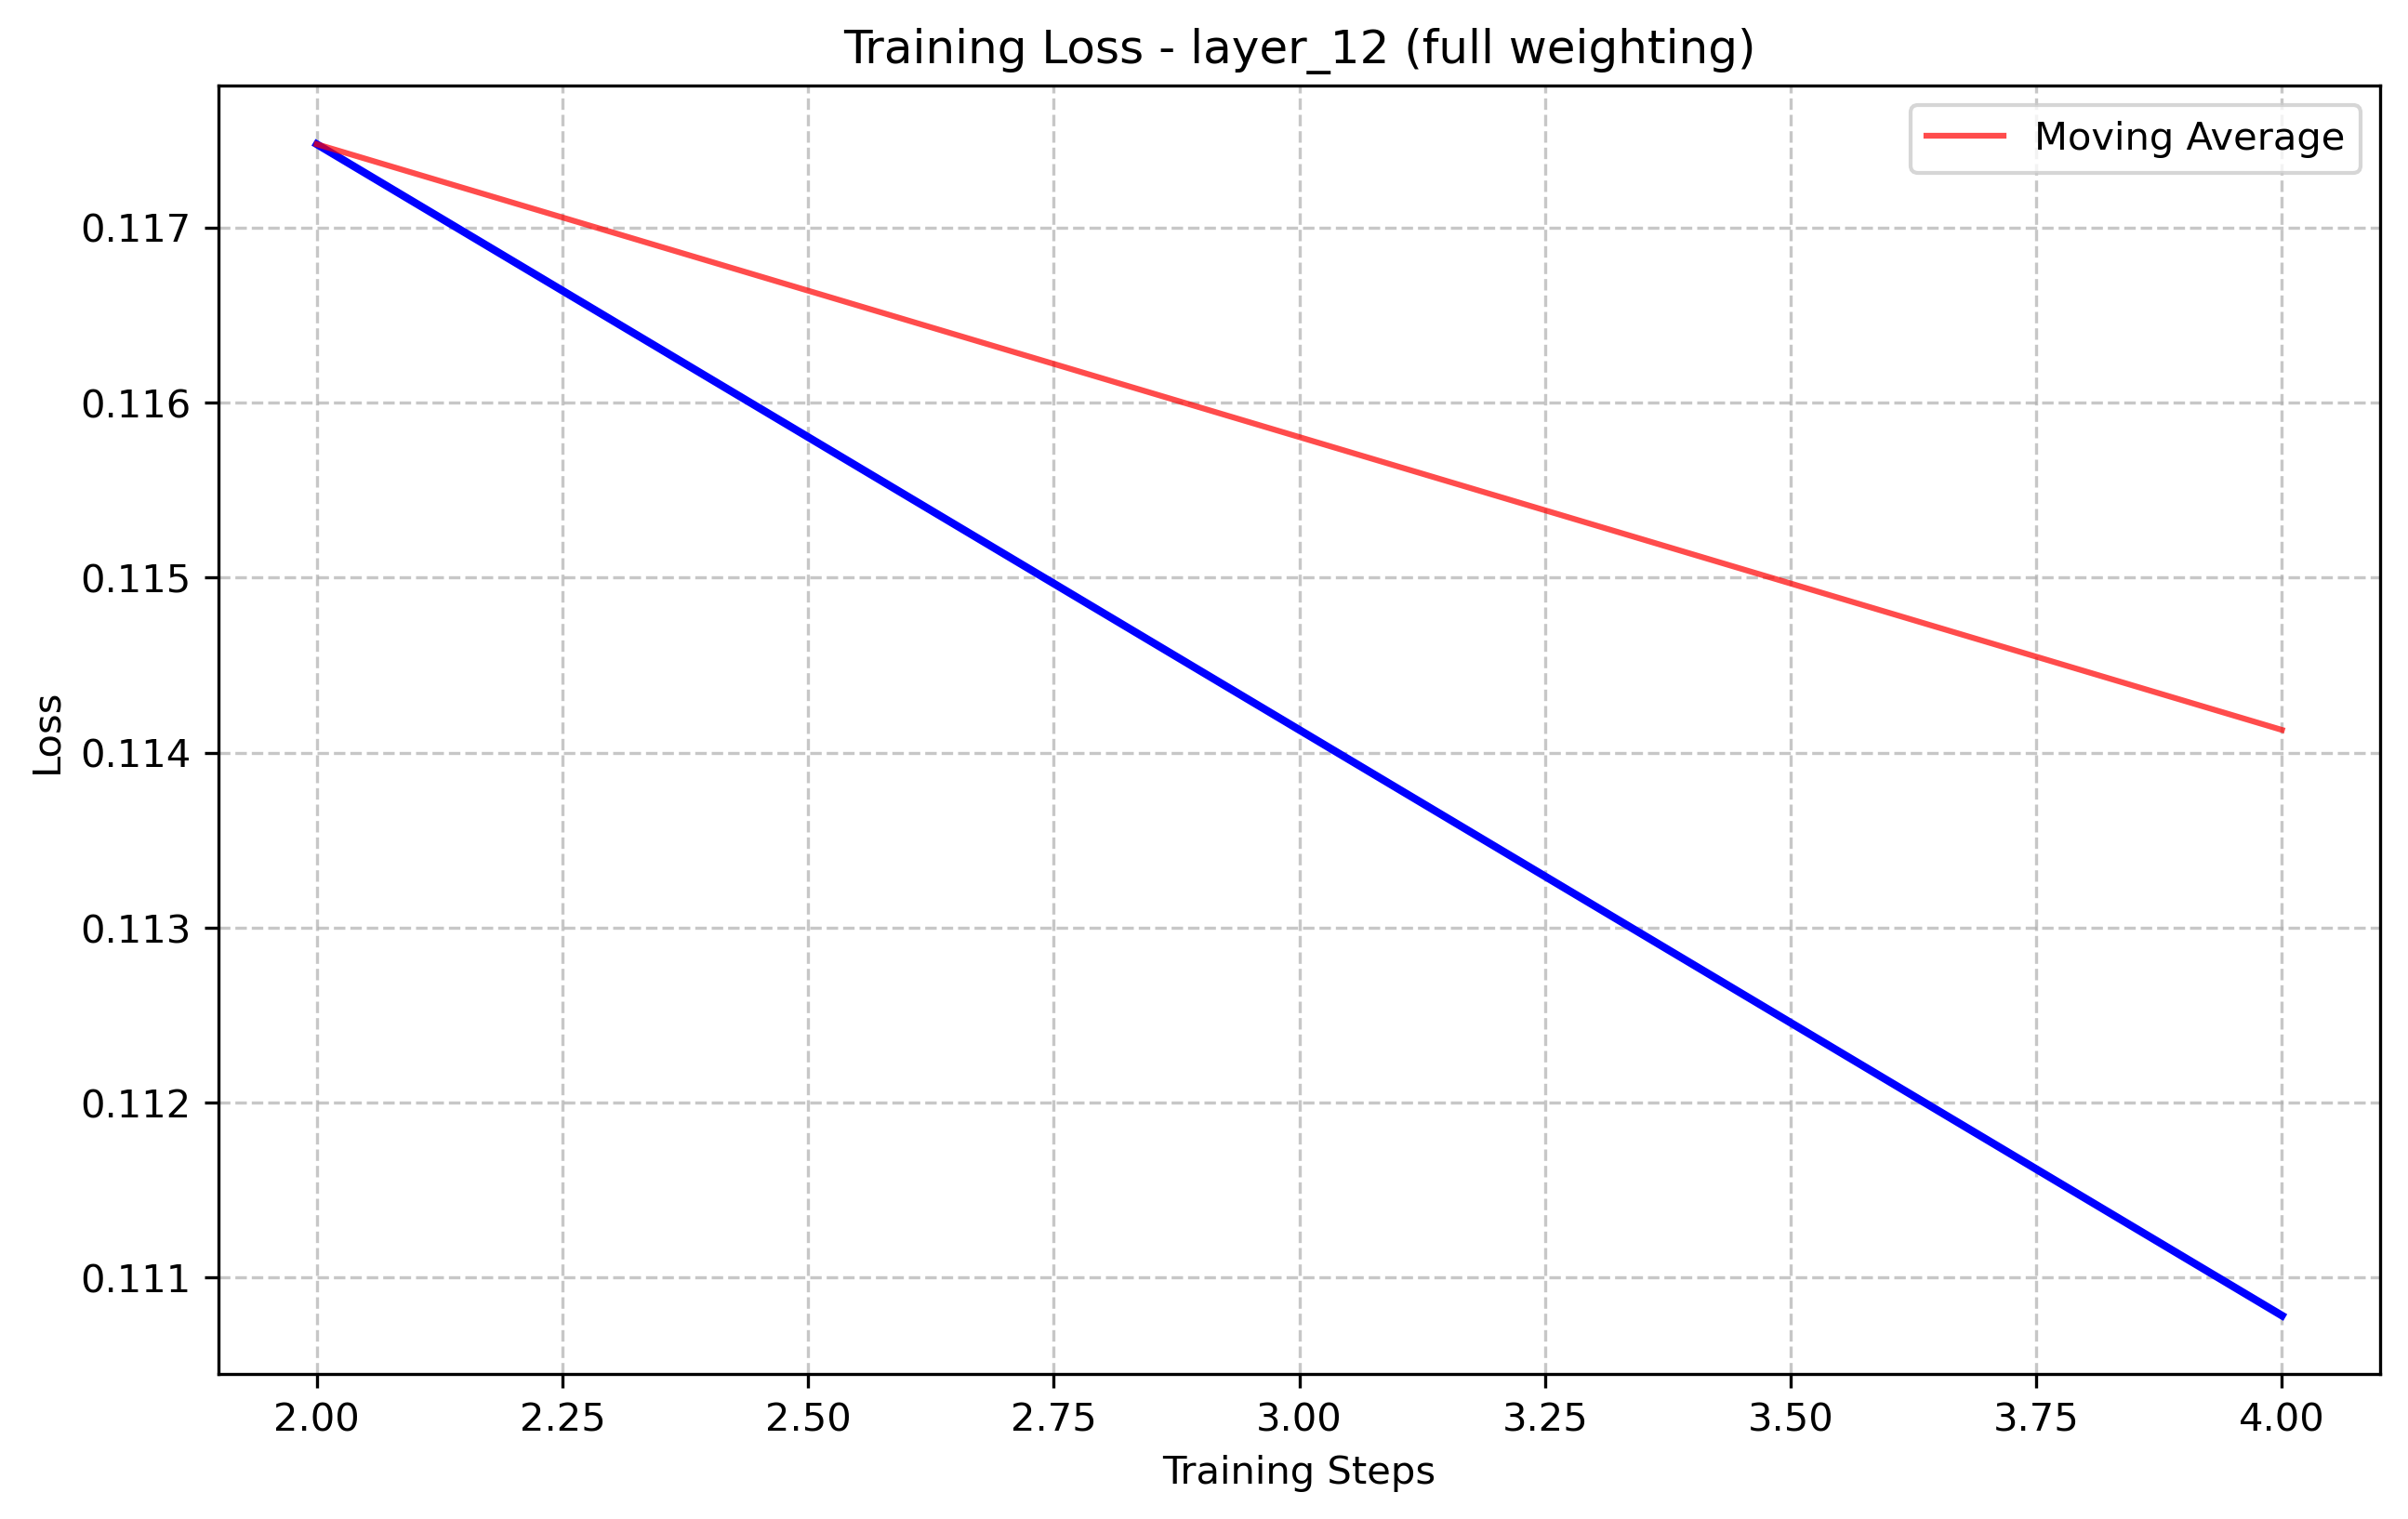 Training Loss - layer_12 (full weighting)
Moving Average
0.117
0.116
0.115
0.114
0.113
0.112
0.111
Loss
2.00 2.25 2.50 2.75 3.00 3.25 3.50 3.75 4.00
Training Steps